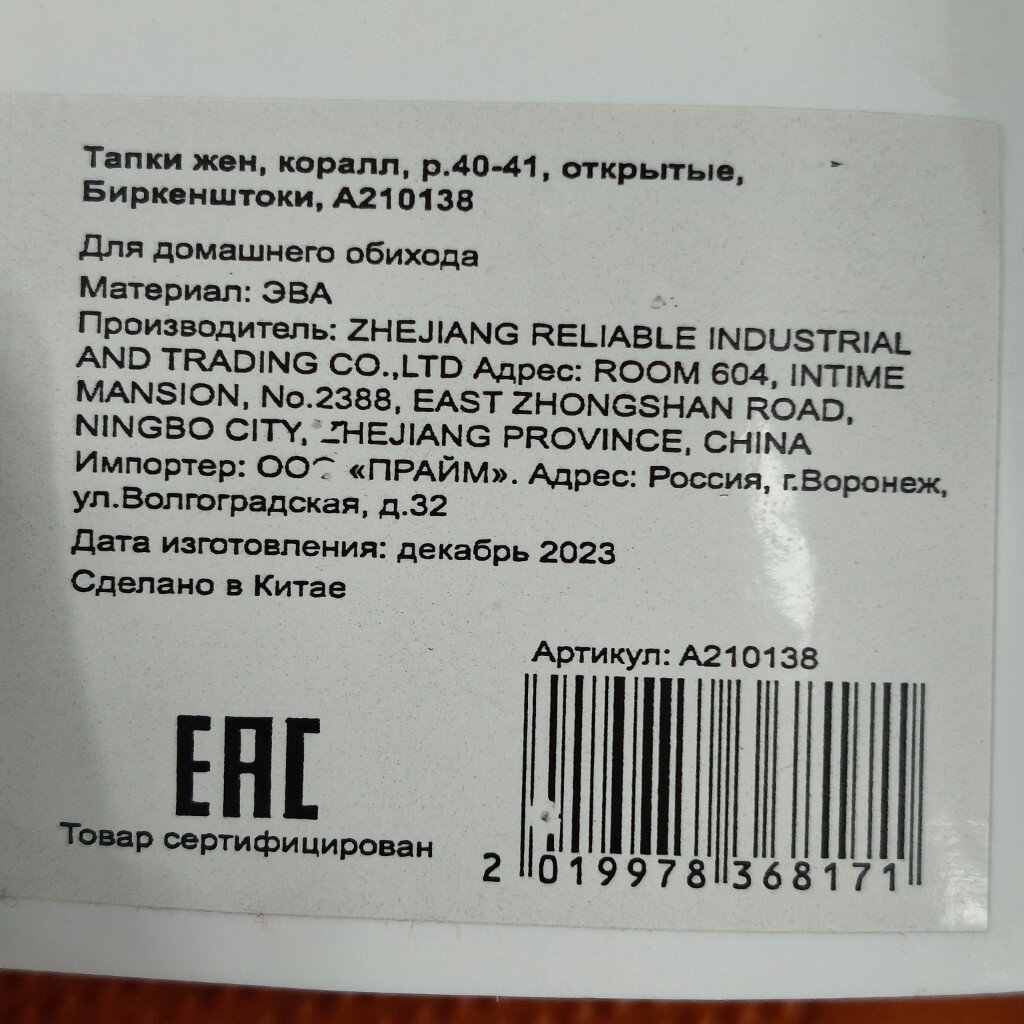 Тапки жен, коралл, р.40-41, открытые,
Биркенштоки, А210138
Для домашнего обихода
Материал: ЭВА
Производитель: ZHEJIANG RELIABLE INDUSTRIAL
AND TRADING CO.,LTD Адрес: ROOM 604, INTIME
MANSION, No.2388, EAST ZHONGSHAN ROAD,
NINGBO CITY, ZHEJIANG PROVINCE, CHINA
Импортер: ООО «ПРАЙМ». Адрес: Россия, г.Воронеж,
ул.Волгоградская, д.32
Дата изготовления: декабрь 2023
Сделано в Китае
Артикул: А210138
EAC
Товар сертифицирован
2 019978 368171